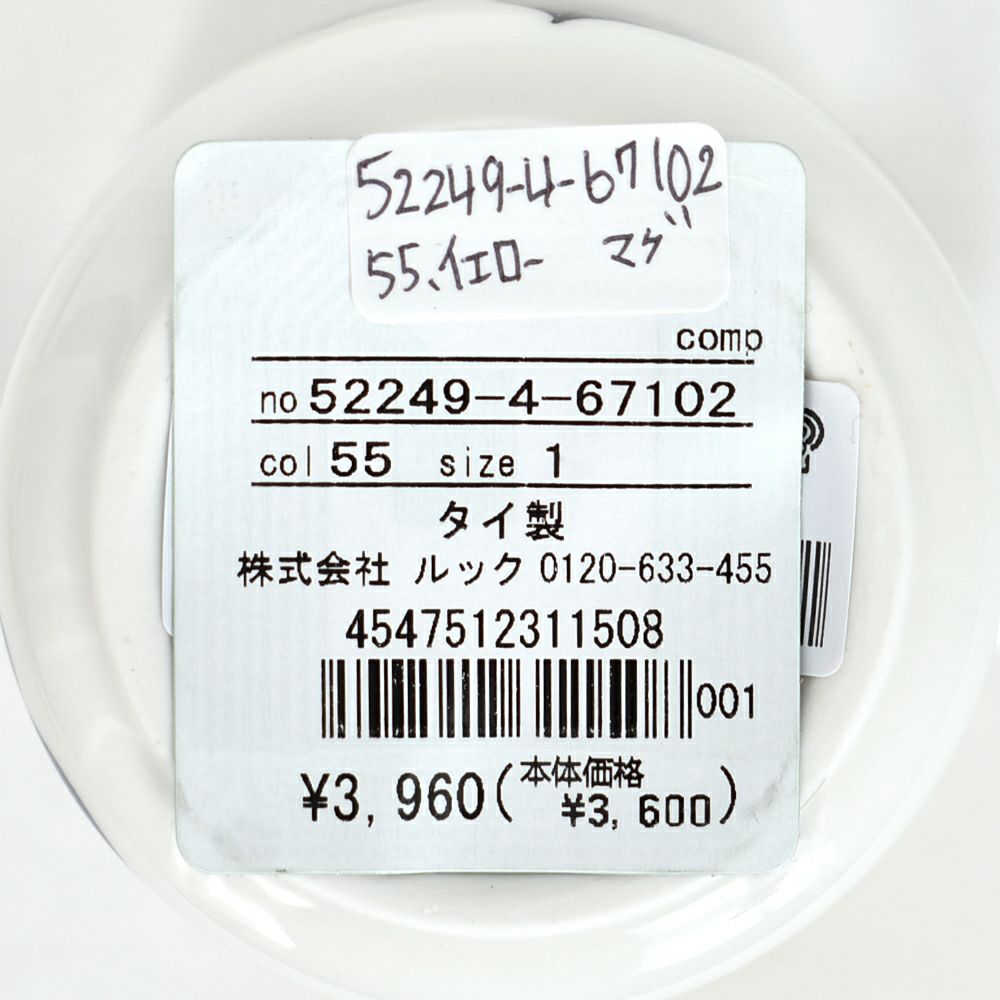 52249-4-67102
55、イエロー マグ
comp
no 52249-4-67102
col 55 size 1
タイ製
株式会社 ルック 0120-633-455
4547512311508
001
¥3,960(本体価格 ¥3,600)